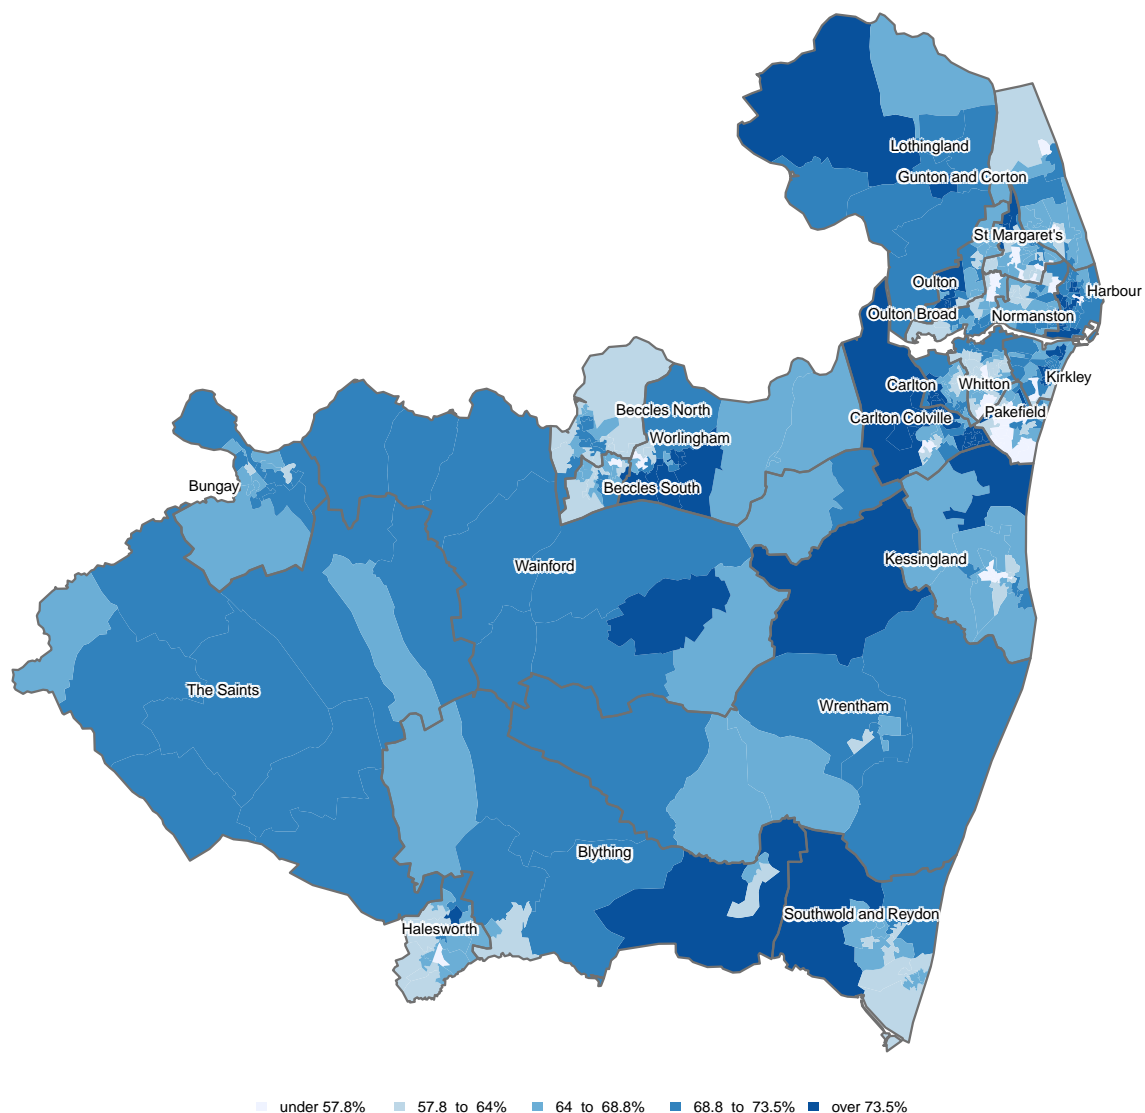 Lothingland
Gunton and Corton
St Margaret's
Oulton
Harbour
Oulton Broad
Normanston
Carlton
Whitton
Kirkley
Beccles North
Carlton Colville
Pakefield
Worlingham
Bungay
Beccles South
Wainford
Kessingland
The Saints
Wrentham
Blything
Southwold and Reydon
Halesworth
under 57.8%
57.8 to 64%
64 to 68.8%
68.8 to 73.5%
over 73.5%